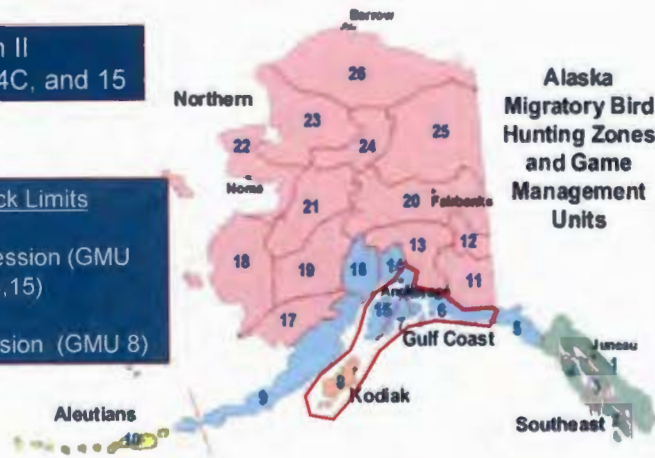 n II
4C, and 15
ck Limits
ession (GMU
,15)
sion (GMU 8)
Alaska
Migratory Bird
Hunting Zones
and Game
Management
Units
Barrow
Northern
26
23
24
25
22
Nome
21
20
Fairbanks
18
19
16
14
13
12
11
Anchorage
15
7
6
5
17
Gulf Coast
8
Kodiak
9
Aleutians
10
Juneau
1
Southeast